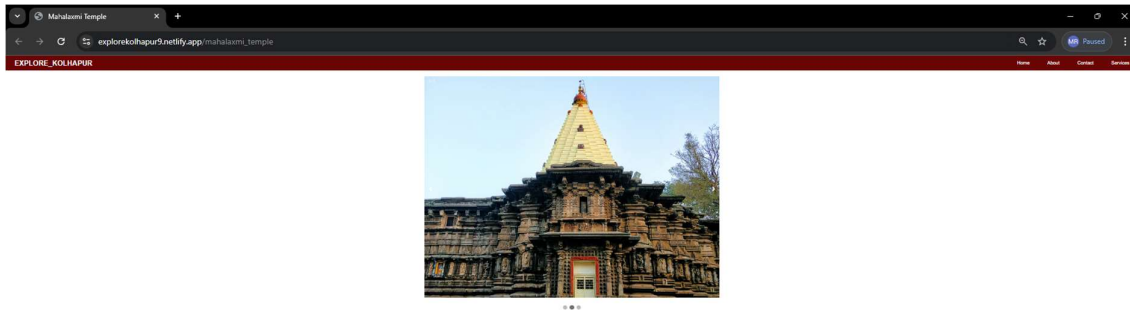 Mahalaxmi Temple
explorekolhapur9.netlify.app/mahalaxmi_temple
MR Paused
EXPLORE_KOLHAPUR Home About Contact Services